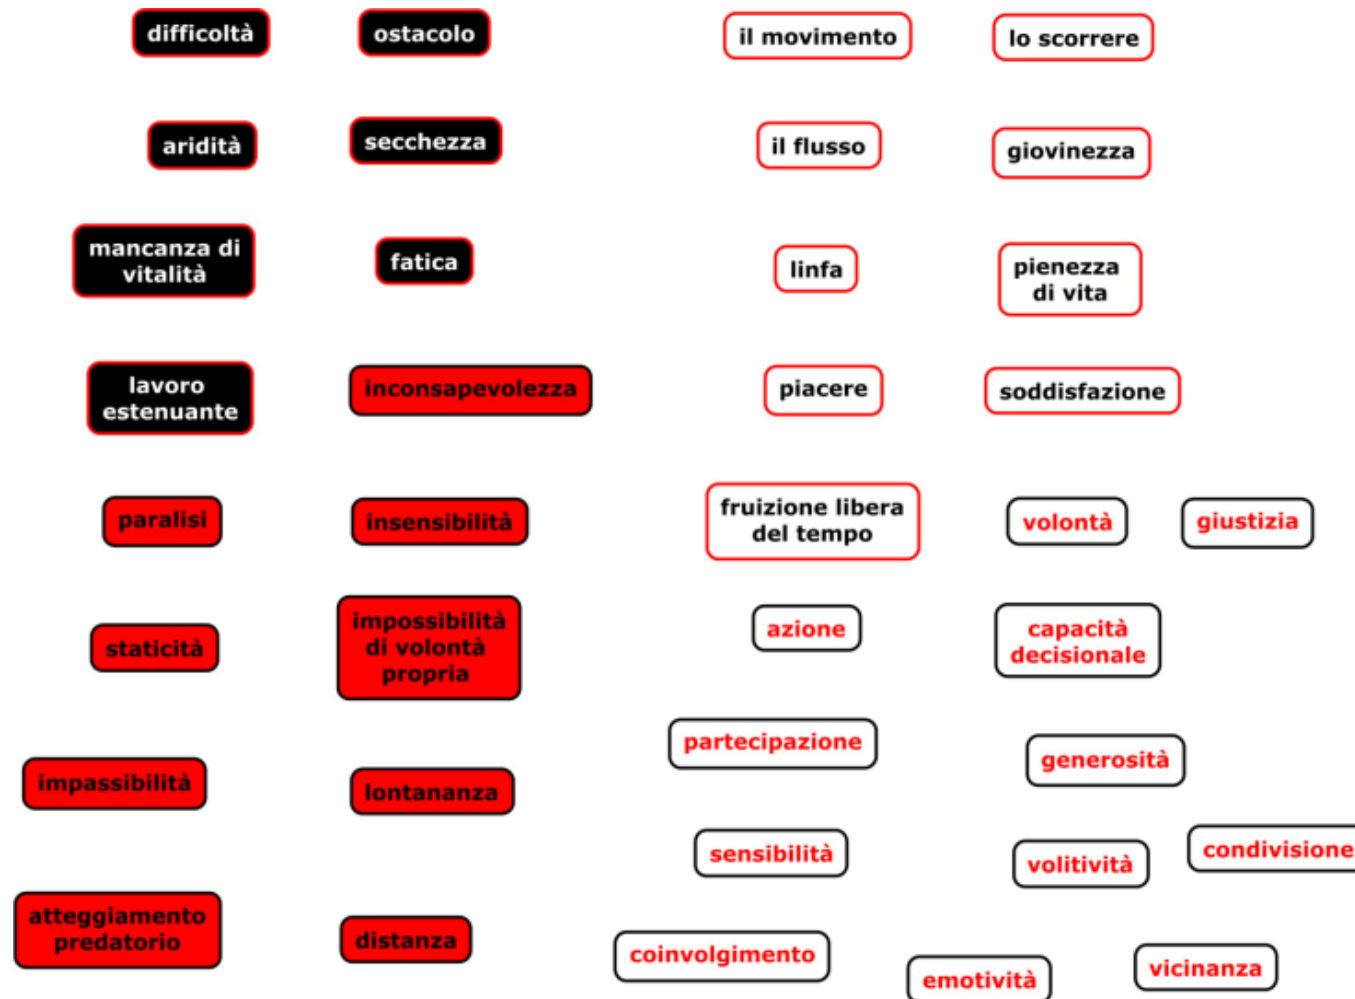 difficoltà
ostacolo
il movimento
lo scorrere
aridità
secchezza
il flusso
giovinezza
mancanza di
vitalità
fatica
linfa
pienezza
di vita
lavoro
estenuante
inconsapevolezza
piacere
soddisfazione
paralisi
insensibilità
fruizione libera
del tempo
volontà
giustizia
staticità
impossibilità
di volontà
propria
azione
capacità
decisionale
impassibilità
lontananza
partecipazione
generosità
sensibilità
volitività
condivisione
atteggiamento
predatorio
distanza
coinvolgimento
emotività
vicinanza